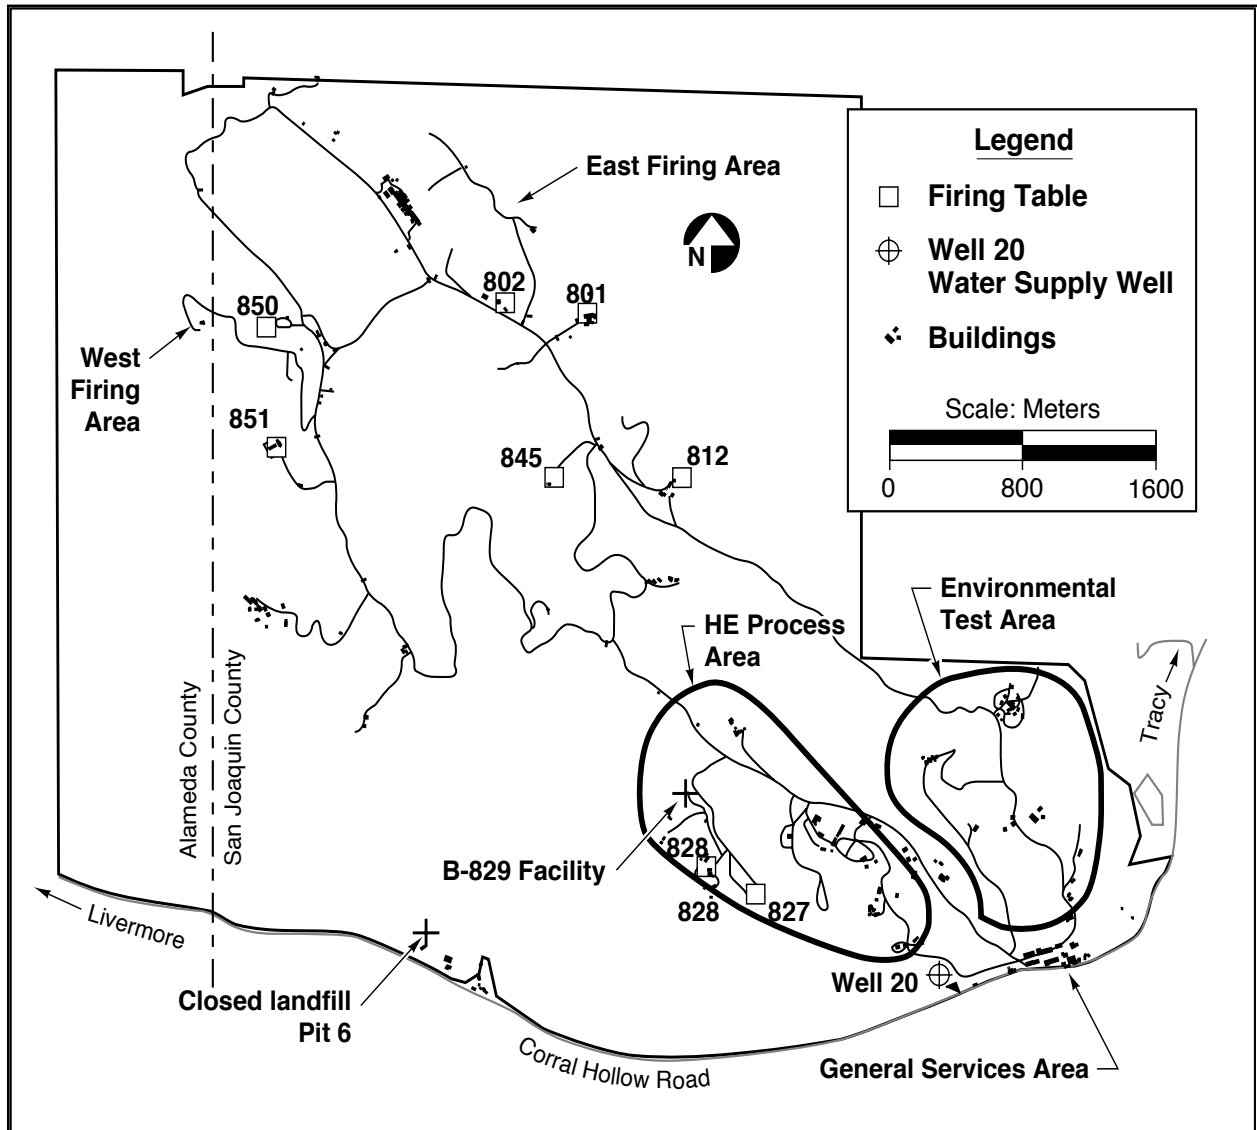 Legend
Firing Table
Well 20
Water Supply Well
Buildings
Scale: Meters
0 800 1600
East Firing Area
N
802
801
850
West
Firing
Area
851
845
812
Environmental
Test Area
HE Process
Area
Tracy
Alameda County
San Joaquin County
B-829 Facility
828
828
827
Livermore
Well 20
Closed landfill
Pit 6
Corral Hollow Road
General Services Area